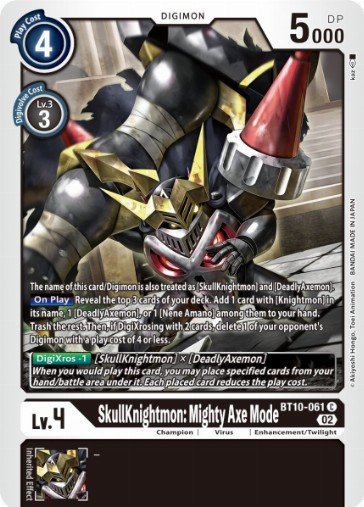 Play Cost
4
DIGIMON
DP
5000
Digivolve Cost
Lv.3
3
The name of this card/Digimon is also treated as [SkullKnightmon] and [DeadlyAxemon].
On Play Reveal the top 3 cards of your deck. Add 1 card with [Knightmon] in
its name, 1 [DeadlyAxemon], or 1 [Nene Amano] among them to your hand.
Trash the rest. Then, if DigiXrosing with 2 cards, delete 1 of your opponent's
Digimon with a play cost of 4 or less.
DigiXros -1 [SkullKnightmon] × [DeadlyAxemon]
When you would play this card, you may place specified cards from your
hand/battle area under it. Each placed card reduces the play cost.
©Akiyoshi Hongo, Toei Animation BANDAI MADE IN JAPAN
Lv.4
SkullKnightmon: Mighty Axe Mode
BT10-061 C
Champion
Virus
Enhancement/Twilight
02
Inherited Effect
-